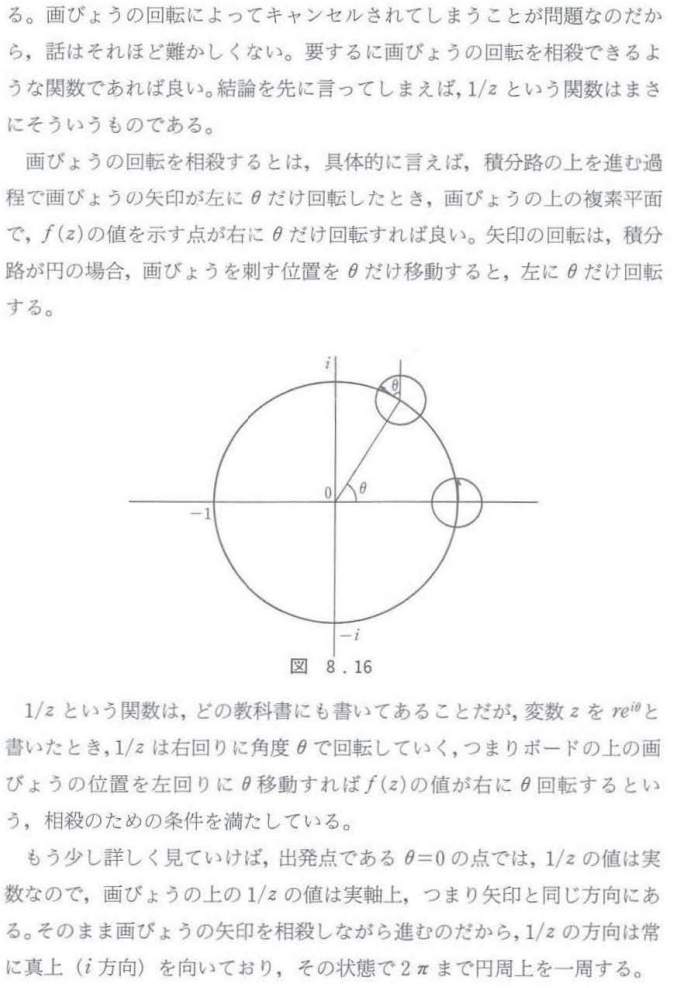 る。画びょうの回転によってキャンセルされてしまうことが問題なのだか
ら，話はそれほど難かしくない。要するに画びょうの回転を相殺できるよ
うな関数であれば良い。結論を先に言ってしまえば，1/z という関数はまさ
にそういうものである。
　画びょうの回転を相殺するとは，具体的に言えば，積分路の上を進む過
程で画びょうの矢印が左に θ だけ回転したとき，画びょうの上の複素平面
で，f(z)の値を示す点が右に θ だけ回転すれば良い。矢印の回転は，積分
路が円の場合，画びょうを刺す位置を θ だけ移動すると，左に θ だけ回転
する。
i
θ
0
θ
−1
−i
図　8.16
　1/z という関数は，どの教科書にも書いてあることだが，変数 z を re^{iθ}と
書いたとき，1/z は右回りに角度 θ で回転していく，つまりボードの上の画
びょうの位置を左回りに θ 移動すればf(z)の値が右に θ 回転するとい
う，相殺のための条件を満たしている。
　もう少し詳しく見ていけば，出発点である θ=0 の点では，1/z の値は実
数なので，画びょうの上の 1/z の値は実軸上，つまり矢印と同じ方向にあ
る。そのまま画びょうの矢印を相殺しながら進むのだから，1/z の方向は常
に真上（i 方向）を向いており，その状態で 2π まで円周上を一周する。